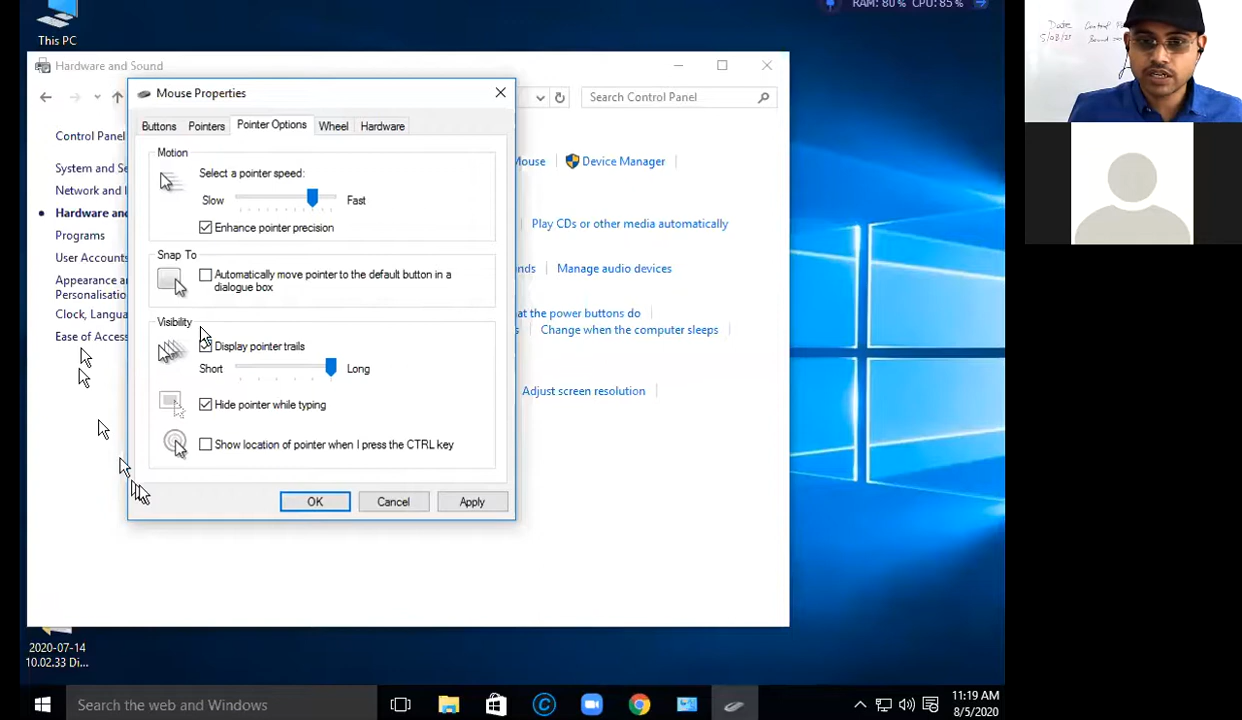 This PC
RAM: 80% CPU: 85%
Hardware and Sound
Search Control Panel
Control Panel
System and Se
Network and I
Hardware and
Programs
User Accounts
Appearance a
Personalisatio
Clock, Langua
Ease of Access
Mouse Properties
Buttons
Pointers
Pointer Options
Wheel
Hardware
Motion
Select a pointer speed:
Slow
Fast
Enhance pointer precision
Snap To
Automatically move pointer to the default button in a
dialogue box
Visibility
Display pointer trails
Short
Long
Hide pointer while typing
Show location of pointer when I press the CTRL key
OK
Cancel
Apply
Mouse
Device Manager
Play CDs or other media automatically
nds
Manage audio devices
at the power buttons do
s
Change when the computer sleeps
Adjust screen resolution
2020-07-14
10.02.33 Di...
Search the web and Windows
11:19 AM
8/5/2020
Date